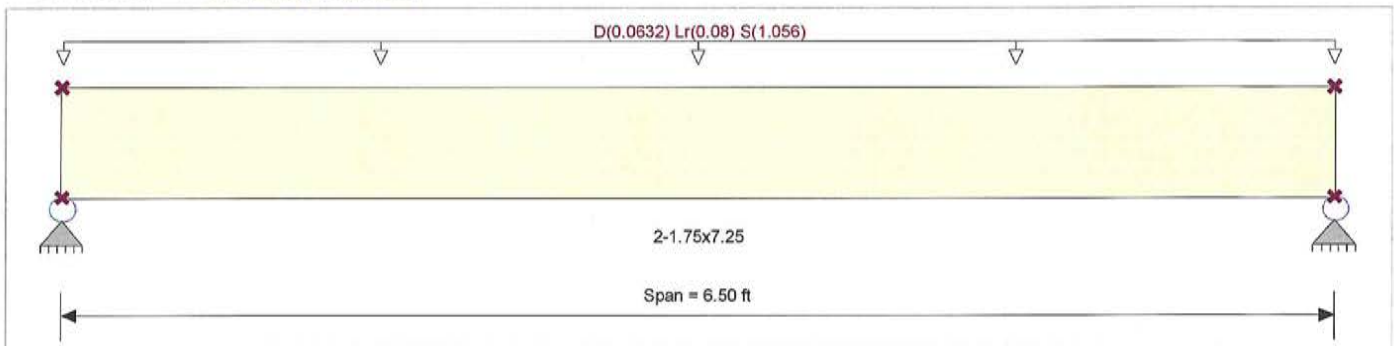 D(0.0632) Lr(0.08) S(1.056)
2-1.75x7.25
Span = 6.50 ft